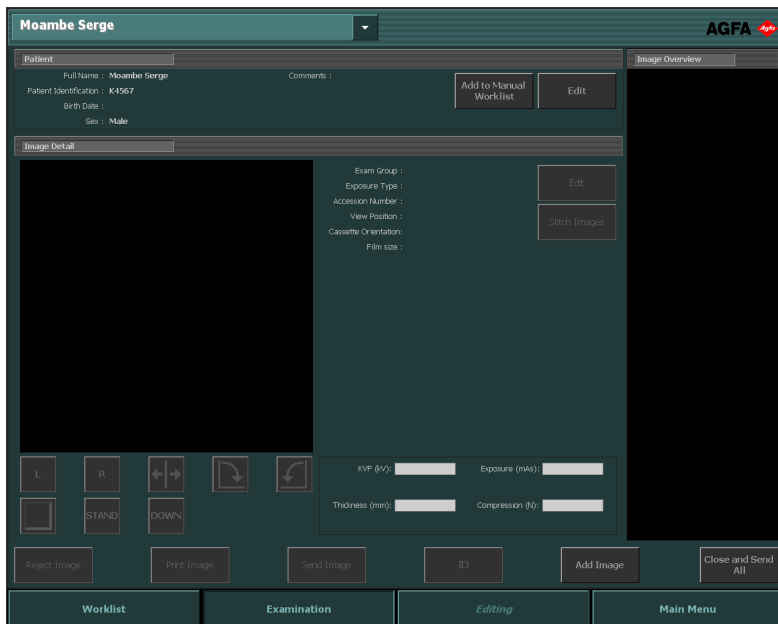 Moambe Serge
AGFA Agfa
Patient
Full Name : Moambe Serge
Patient Identification : K4567
Birth Date :
Sex : Male
Comments :
Add to Manual
Worklist
Edit
Image Overview
Image Detail
Exam Group :
Exposure Type :
Accession Number :
View Position :
Cassette Orientation:
Film size :
Edit
Stitch Images
L
R
STAND
DOWN
KVP (kV):
Exposure (mAs):
Thickness (mm):
Compression (N):
Reject Image
Print Image
Send Image
ID
Add Image
Close and Send
All
Worklist
Examination
Editing
Main Menu